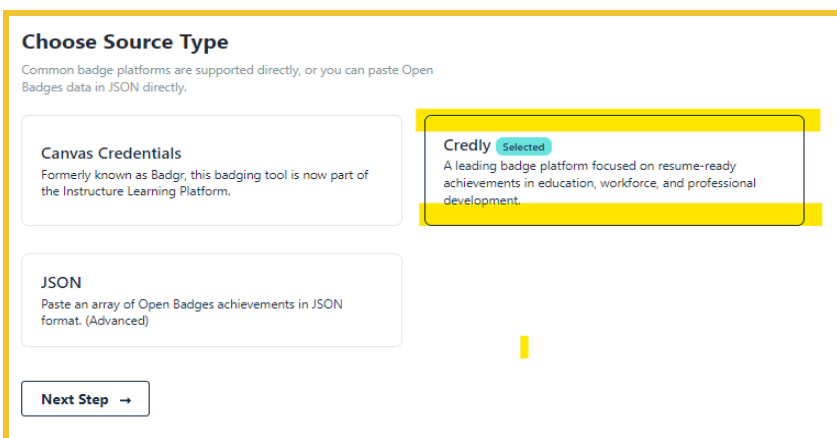 Choose Source Type
Common badge platforms are supported directly, or you can paste Open
Badges data in JSON directly.
Canvas Credentials
Formerly known as Badgr, this badging tool is now part of
the Instructure Learning Platform.
Credly Selected
A leading badge platform focused on resume-ready
achievements in education, workforce, and professional
development.
JSON
Paste an array of Open Badges achievements in JSON
format. (Advanced)
Next Step →